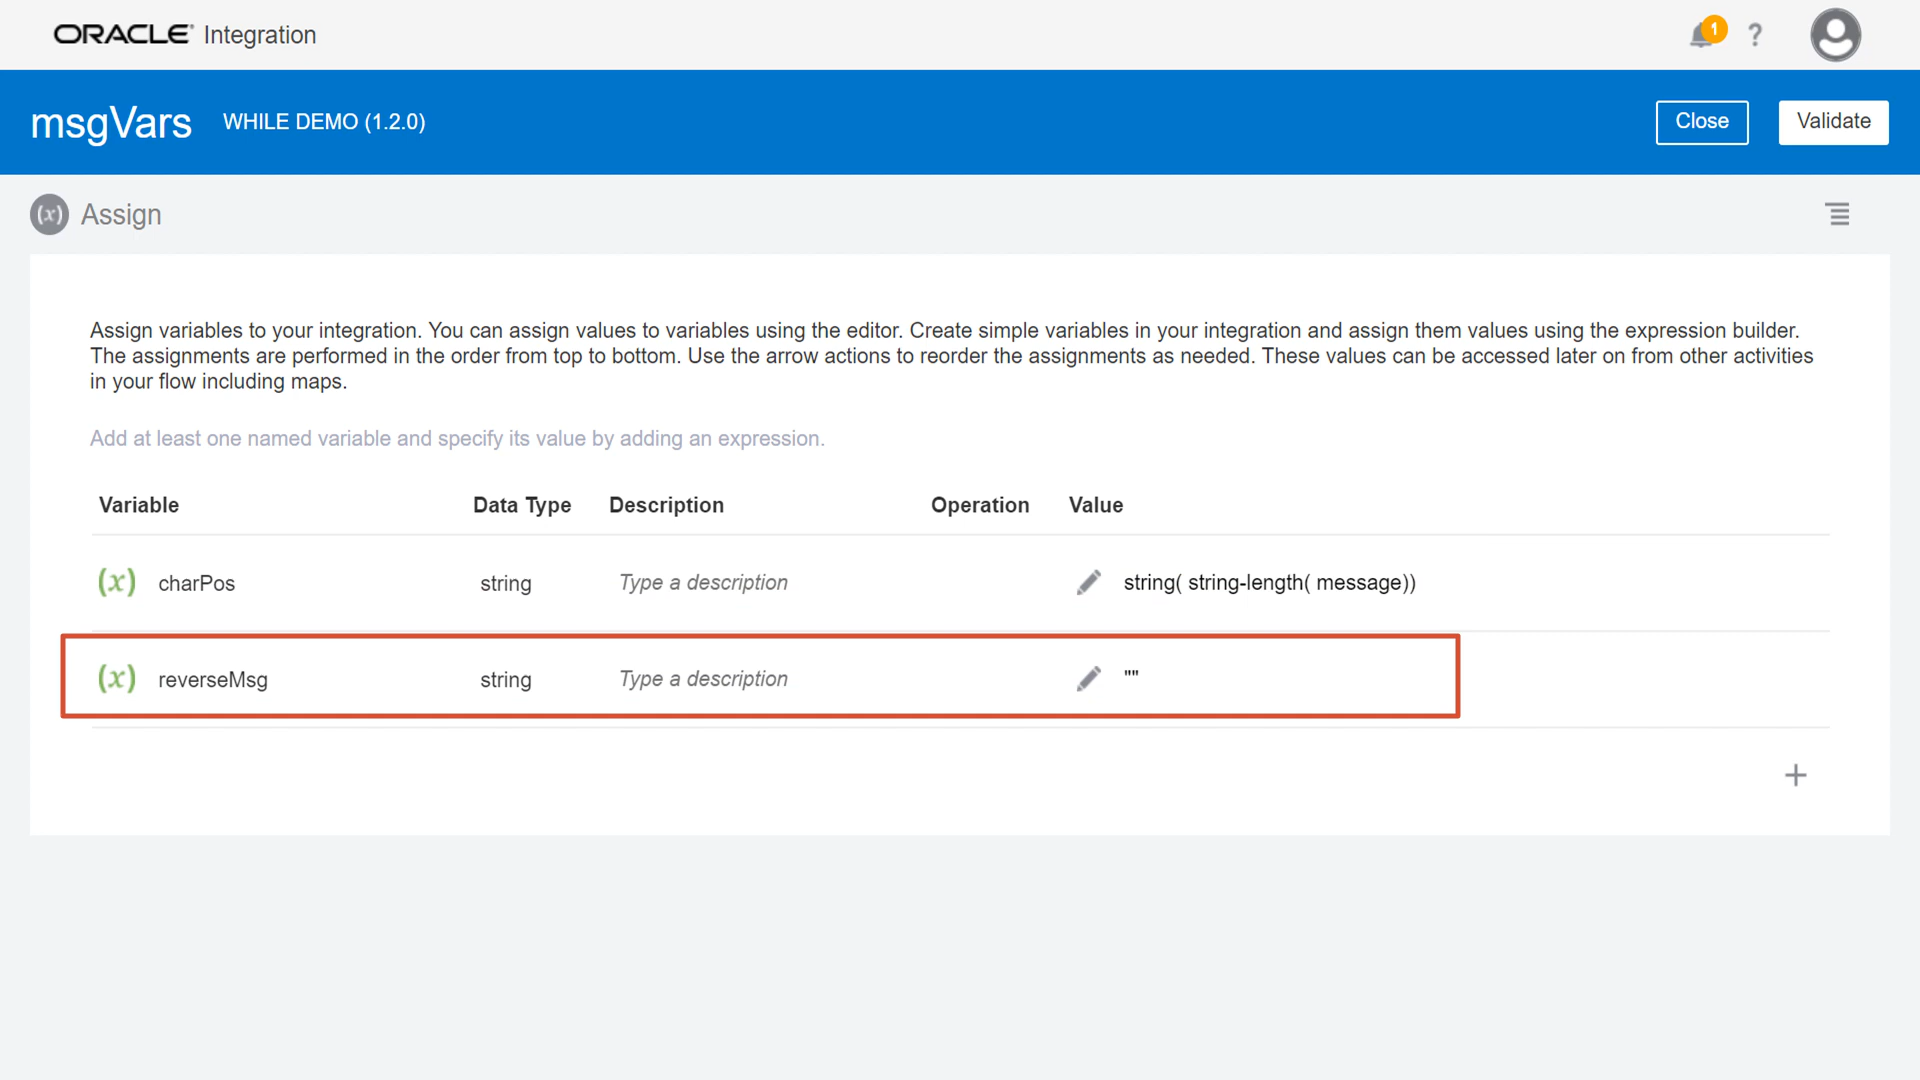 ORACLE Integration
1
?
msgVars WHILE DEMO (1.2.0)
Close
Validate
(x) Assign
Assign variables to your integration. You can assign values to variables using the editor. Create simple variables in your integration and assign them values using the expression builder.
The assignments are performed in the order from top to bottom. Use the arrow actions to reorder the assignments as needed. These values can be accessed later on from other activities
in your flow including maps.
Add at least one named variable and specify its value by adding an expression.
Variable Data Type Description Operation Value
(x) charPos string Type a description string( string-length( message))
(x) reverseMsg string Type a description ""